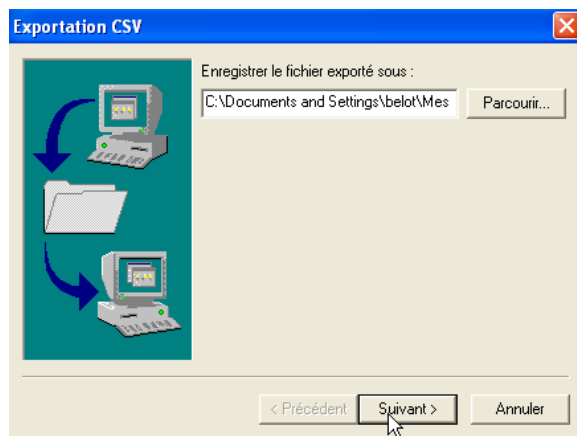 Exportation CSV
Enregistrer le fichier exporté sous :
C:\Documents and Settings\belot\Mes
Parcourir...
< Précédent
Suivant >
Annuler